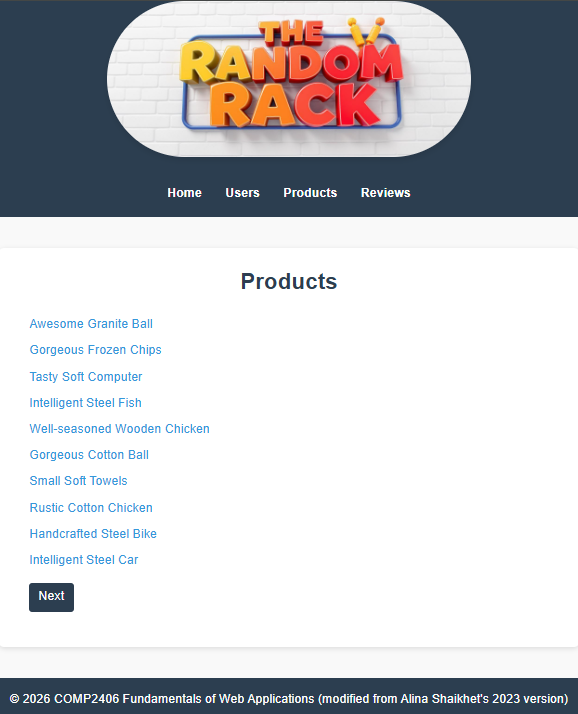 THE
RANDOM
RACK
Home Users Products Reviews
Products
Awesome Granite Ball
Gorgeous Frozen Chips
Tasty Soft Computer
Intelligent Steel Fish
Well-seasoned Wooden Chicken
Gorgeous Cotton Ball
Small Soft Towels
Rustic Cotton Chicken
Handcrafted Steel Bike
Intelligent Steel Car
Next
© 2026 COMP2406 Fundamentals of Web Applications (modified from Alina Shaikhet's 2023 version)